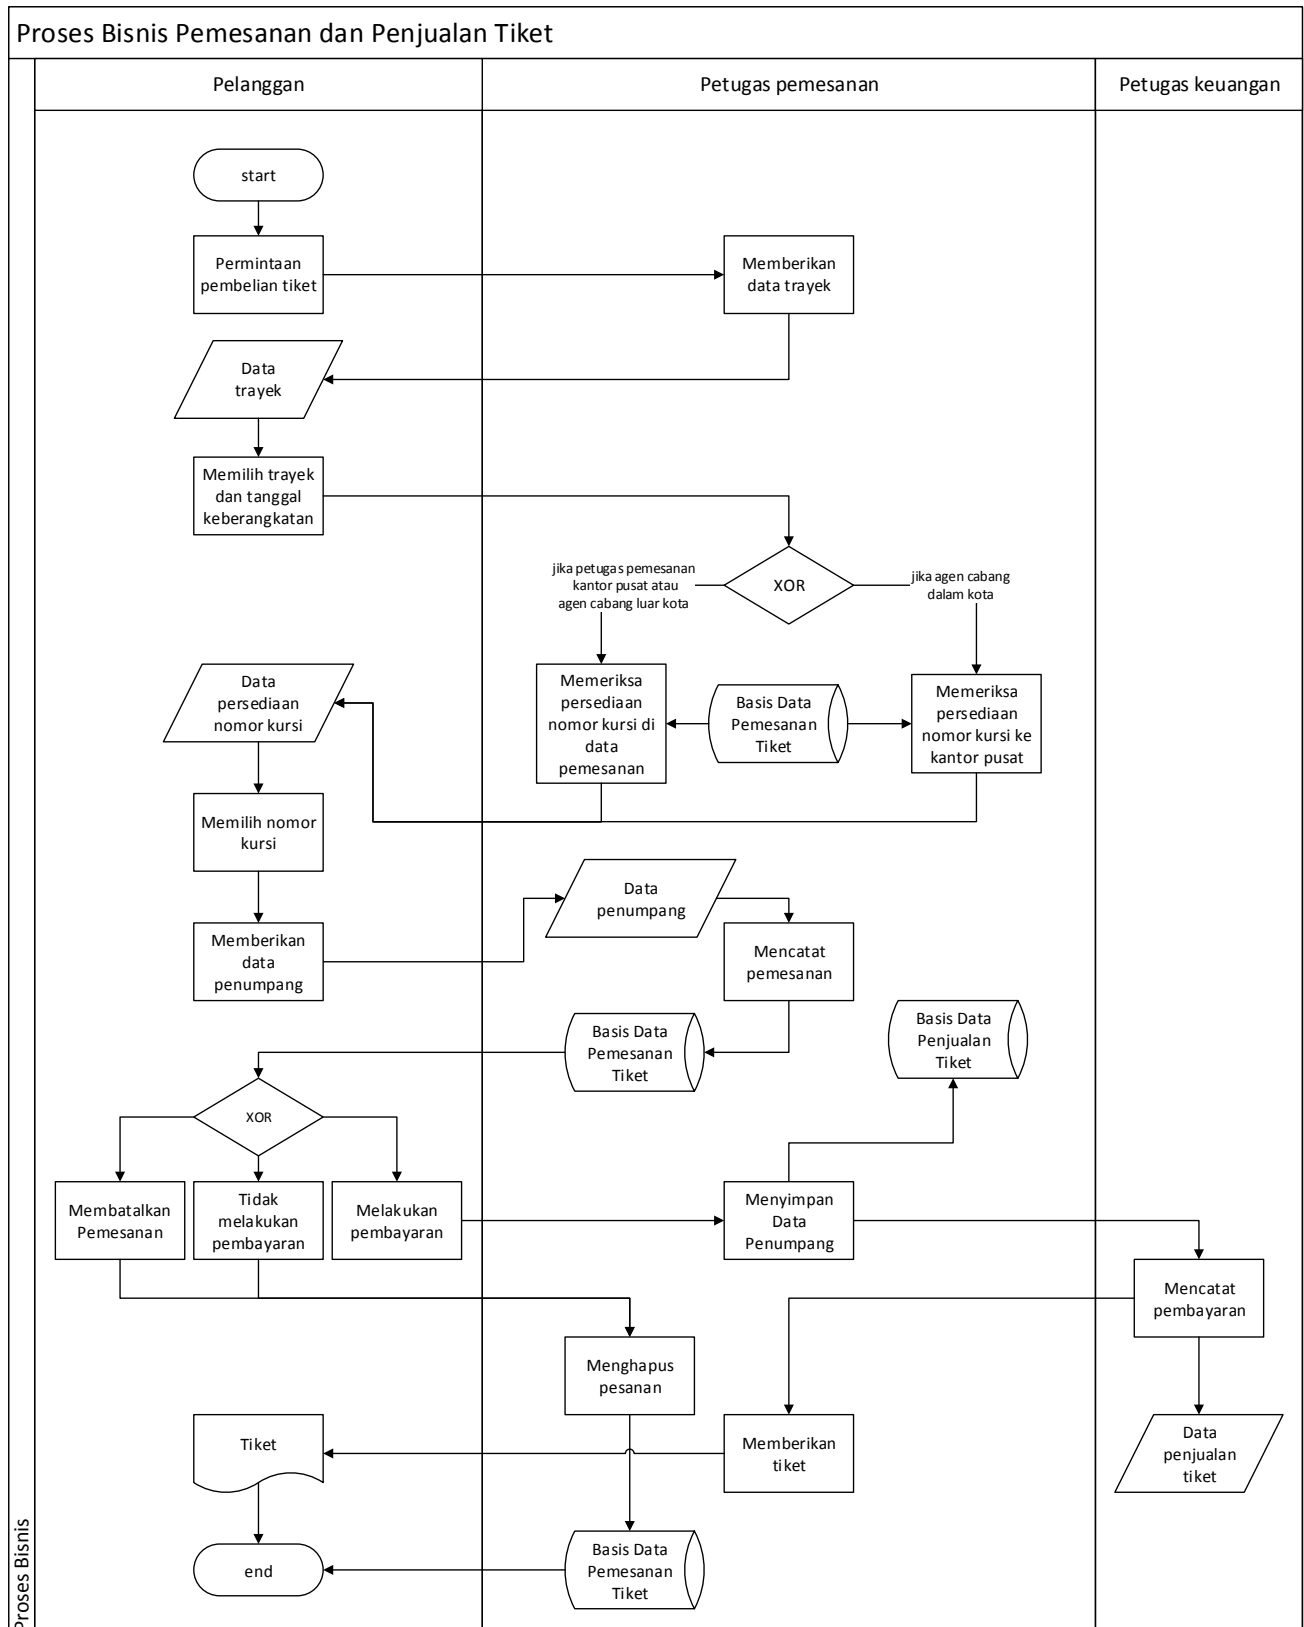 Proses Bisnis Pemesanan dan Penjualan Tiket
Pelanggan
Petugas pemesanan
Petugas keuangan
start
Permintaan
pembelian tiket
Memberikan
data trayek
Data
trayek
Memilih trayek
dan tanggal
keberangkatan
jika petugas pemesanan
kantor pusat atau
agen cabang luar kota
XOR
jika agen cabang
dalam kota
Data
persediaan
nomor kursi
Memeriksa
persediaan
nomor kursi di
data
pemesanan
Basis Data
Pemesanan
Tiket
Memeriksa
persediaan
nomor kursi ke
kantor pusat
Memilih nomor
kursi
Data
penumpang
Memberikan
data
penumpang
Mencatat
pemesanan
Basis Data
Pemesanan
Tiket
Basis Data
Penjualan
Tiket
XOR
Membatalkan
Pemesanan
Tidak
melakukan
pembayaran
Melakukan
pembayaran
Menyimpan
Data
Penumpang
Mencatat
pembayaran
Menghapus
pesanan
Tiket
Memberikan
tiket
Data
penjualan
tiket
end
Basis Data
Pemesanan
Tiket
Proses Bisnis